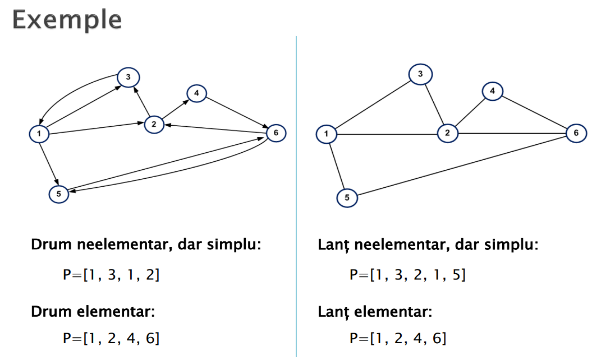 Exemple
3
4
1
2
6
5
Drum neelementar, dar simplu:
P=[1, 3, 1, 2]
Drum elementar:
P=[1, 2, 4, 6]
3
4
1
2
6
5
Lanț neelementar, dar simplu:
P=[1, 3, 2, 1, 5]
Lanț elementar:
P=[1, 2, 4, 6]